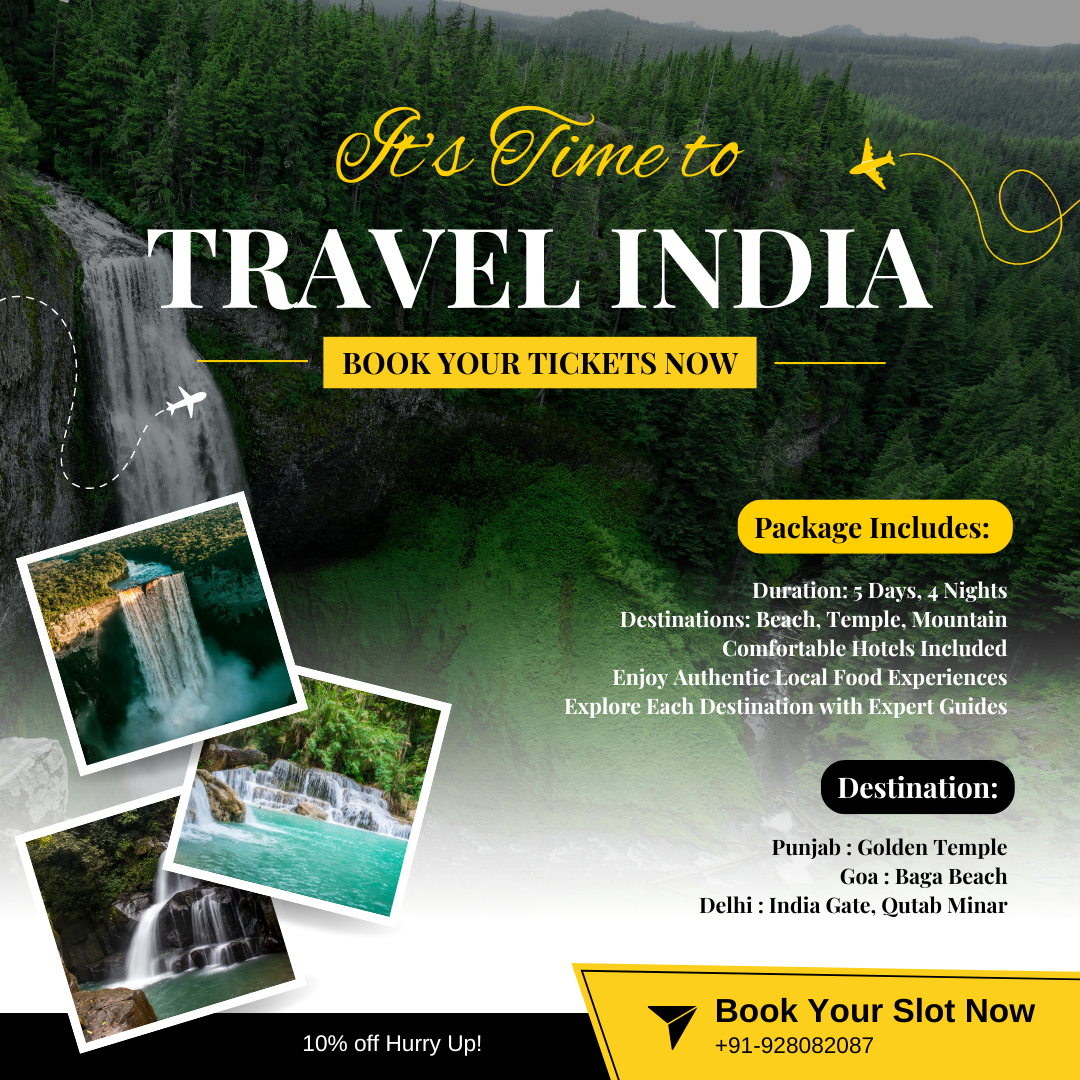 It's Time to
TRAVEL INDIA
BOOK YOUR TICKETS NOW
Package Includes:
Duration: 5 Days, 4 Nights
Destinations: Beach, Temple, Mountain
Comfortable Hotels Included
Enjoy Authentic Local Food Experiences
Explore Each Destination with Expert Guides
Destination:
Punjab : Golden Temple
Goa : Baga Beach
Delhi : India Gate, Qutab Minar
10% off Hurry Up!
Book Your Slot Now
+91-928082087